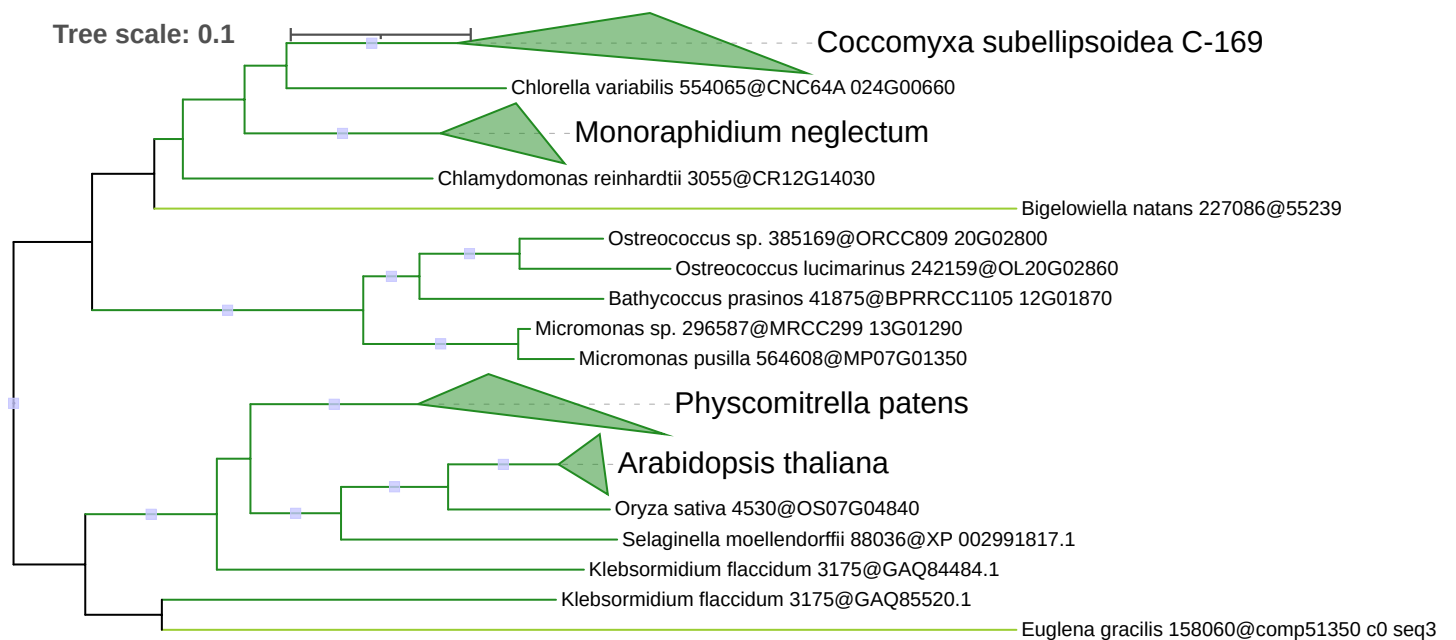 Tree scale: 0.1
Coccomyxa subellipsoidea C-169
Chlorella variabilis 554065@CNC64A 024G00660
Monoraphidium neglectum
Chlamydomonas reinhardtii 3055@CR12G14030
Bigelowiella natans 227086@55239
Ostreococcus sp. 385169@ORCC809 20G02800
Ostreococcus lucimarinus 242159@OL20G02860
Bathycoccus prasinos 41875@BPRRCC1105 12G01870
Micromonas sp. 296587@MRCC299 13G01290
Micromonas pusilla 564608@MP07G01350
Physcomitrella patens
Arabidopsis thaliana
Oryza sativa 4530@OS07G04840
Selaginella moellendorffii 88036@XP 002991817.1
Klebsormidium flaccidum 3175@GAQ84484.1
Klebsormidium flaccidum 3175@GAQ85520.1
Euglena gracilis 158060@comp51350 c0 seq3